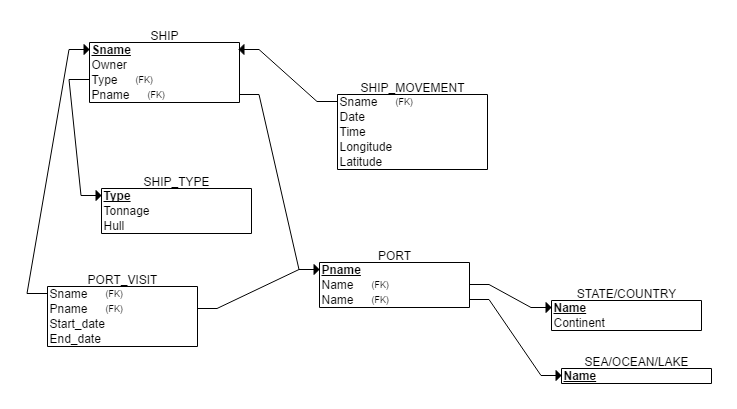 SHIP
Sname
Owner
Type (FK)
Pname (FK)
SHIP_MOVEMENT
Sname (FK)
Date
Time
Longitude
Latitude
SHIP_TYPE
Type
Tonnage
Hull
PORT
Pname
Name (FK)
Name (FK)
PORT_VISIT
Sname (FK)
Pname (FK)
Start_date
End_date
STATE/COUNTRY
Name
Continent
SEA/OCEAN/LAKE
Name